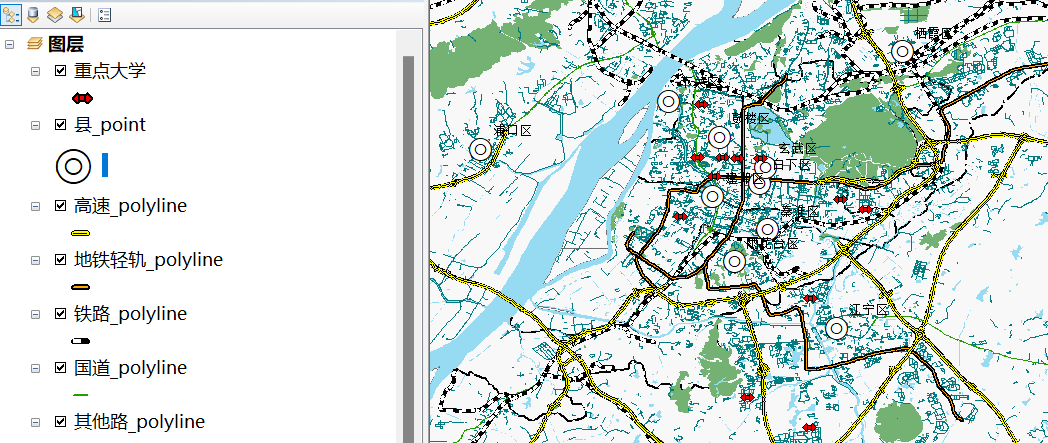 图层
重点大学
县_point
高速_polyline
地铁轻轨_polyline
铁路_polyline
国道_polyline
其他路_polyline
栖霞区
浦口区
鼓楼区
玄武区
白下区
建邺区
秦淮区
雨花台区
江宁区